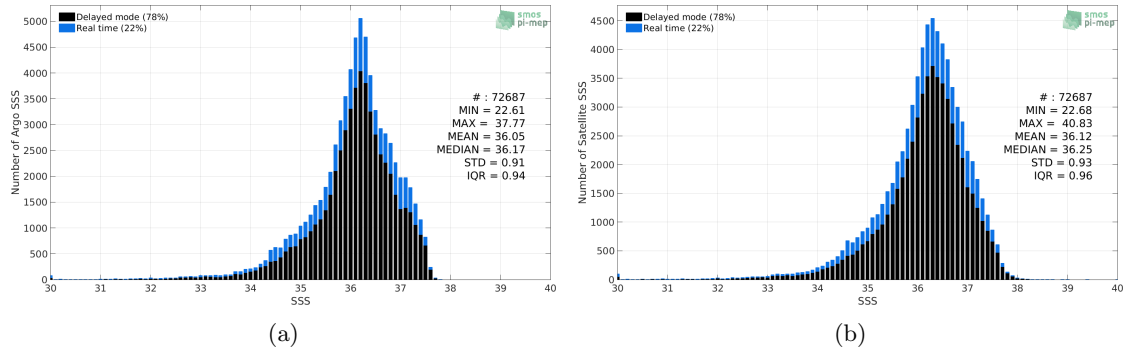 Delayed mode (78%)
Real time (22%)
smos
pi-mep
Number of Argo SSS
5000
4500
4000
3500
3000
2500
2000
1500
1000
500
0
# : 72687
MIN = 22.61
MAX = 37.77
MEAN = 36.05
MEDIAN = 36.17
STD = 0.91
IQR = 0.94
30 31 32 33 34 35 36 37 38 39 40
SSS
(a)
Delayed mode (78%)
Real time (22%)
smos
pi-mep
Number of Satellite SSS
4500
4000
3500
3000
2500
2000
1500
1000
500
0
# : 72687
MIN = 22.68
MAX = 40.83
MEAN = 36.12
MEDIAN = 36.25
STD = 0.93
IQR = 0.96
30 31 32 33 34 35 36 37 38 39 40
SSS
(b)